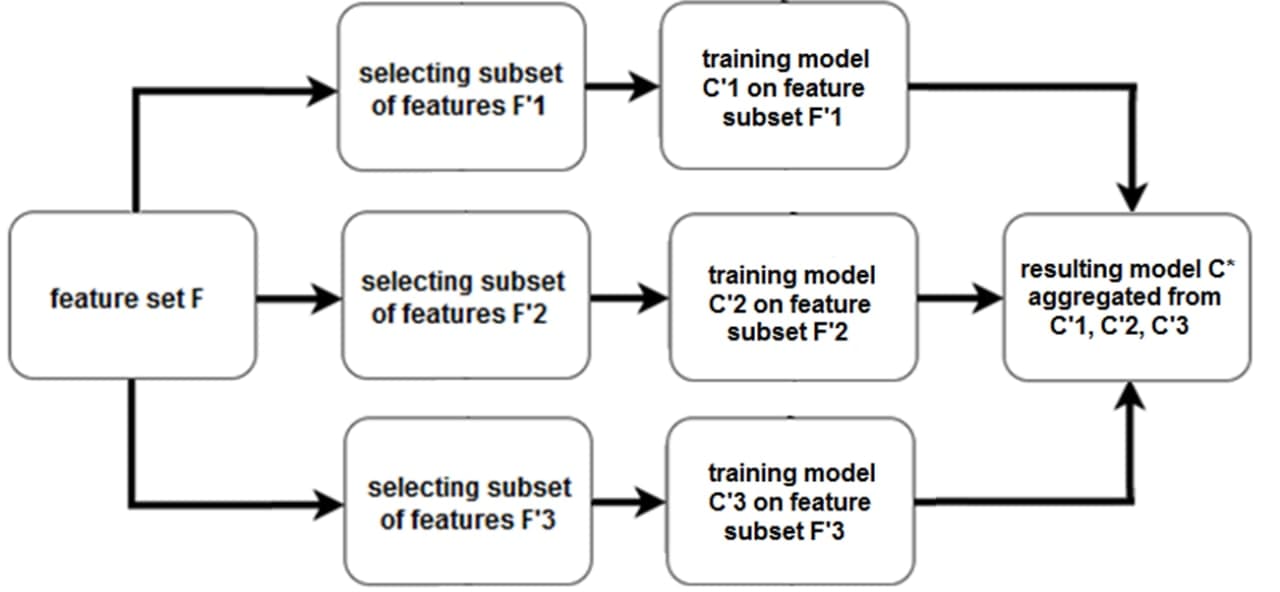 selecting subset
of features F'1
training model
C'1 on feature
subset F'1
feature set F
selecting subset
of features F'2
training model
C'2 on feature
subset F'2
resulting model C*
aggregated from
C'1, C'2, C'3
selecting subset
of features F'3
training model
C'3 on feature
subset F'3